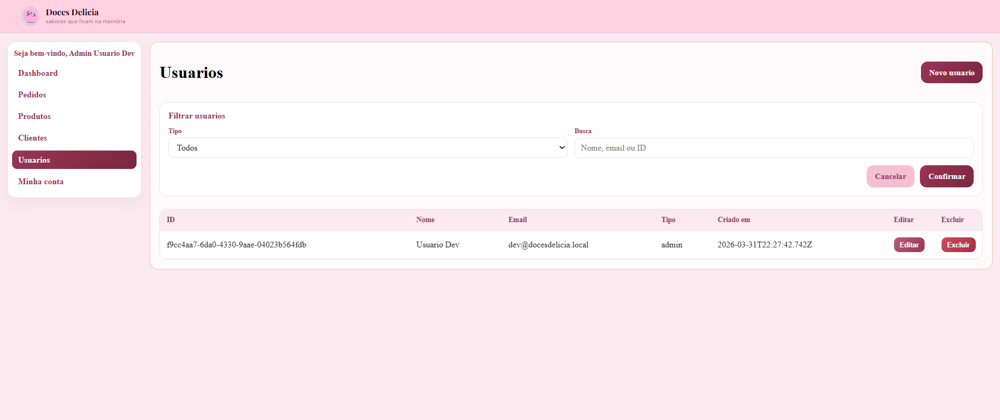 Doces Delicia
sabores que ficam na memória
Seja bem-vindo, Admin Usuario Dev
Dashboard
Pedidos
Produtos
Clientes
Usuarios
Minha conta
Usuarios
Novo usuario
Filtrar usuarios
Tipo
Busca
Todos
Nome, email ou ID
Cancelar
Confirmar
ID Nome Email Tipo Criado em Editar Excluir
f9cc4aa7-6da0-4330-9aae-04023b564fdb Usuario Dev dev@docesdelicia.local admin 2026-03-31T22:27:42.742Z Editar Excluir